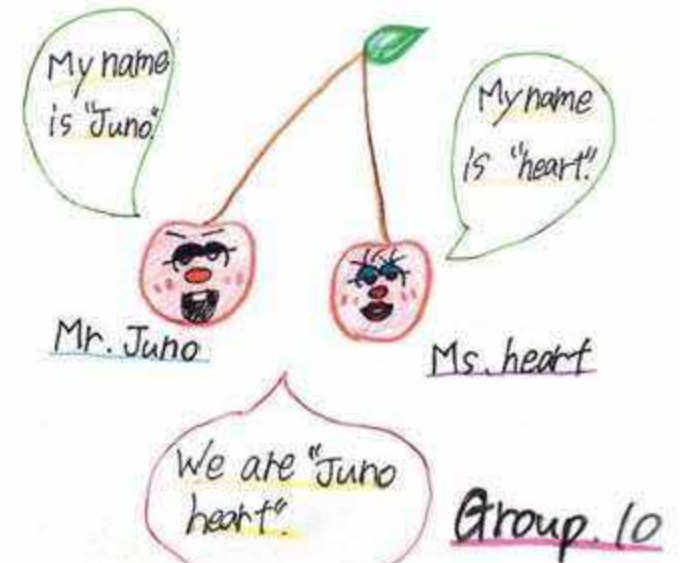 My name
is "Juno"
My name
is "heart".
Mr. Juno
Ms. heart
We are "Juno
heart".
Group. 10